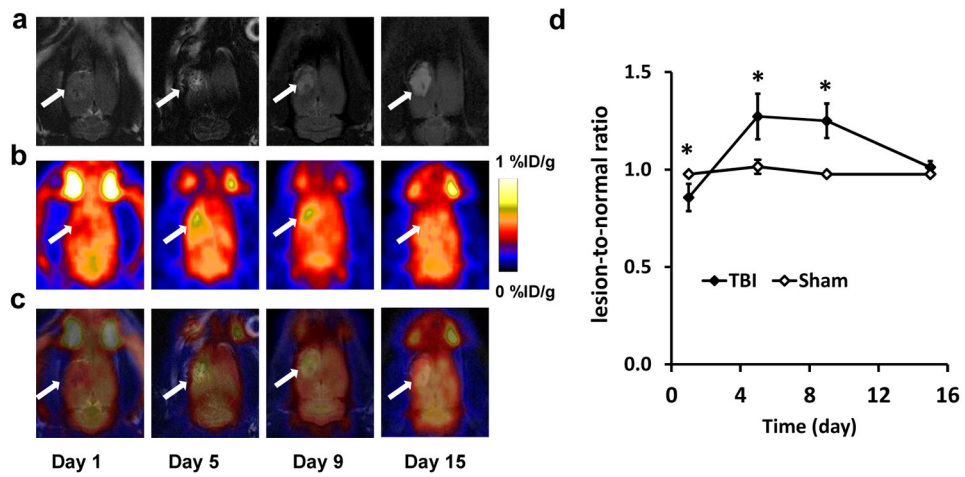 a
b
c
1 %ID/g
0 %ID/g
Day 1
Day 5
Day 9
Day 15
d
lesion-to-normal ratio
1.5
1.0
0.5
0.0
*
*
*
TBI
Sham
0
4
8
12
16
Time (day)